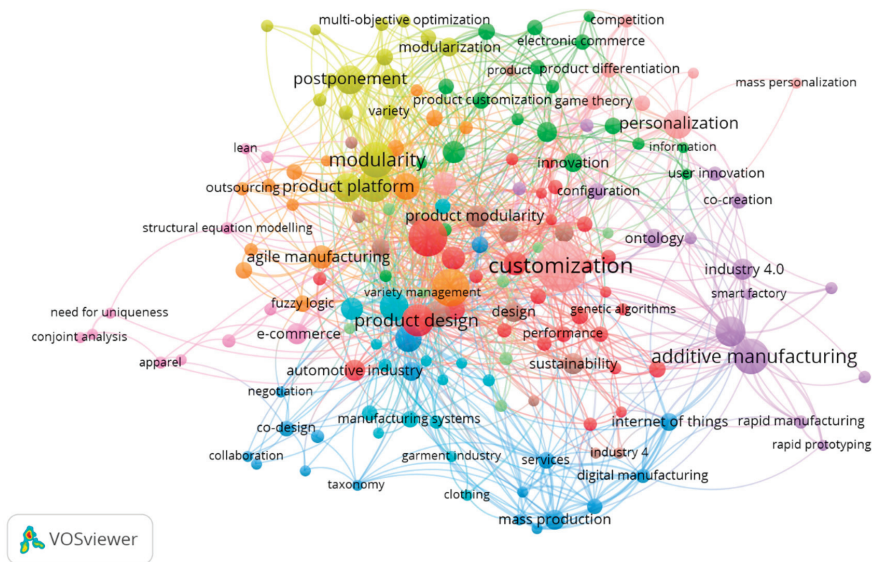 multi-objective optimization
competition
electronic commerce
modularization
product
product differentiation
postponement
mass personalization
product customization
game theory
variety
personalization
information
lean
modularity
innovation
user innovation
outsourcing
product platform
configuration
co-creation
structural equation modelling
product modularity
ontology
agile manufacturing
customization
industry 4.0
variety management
smart factory
fuzzy logic
need for uniqueness
design
genetic algorithms
product design
conjoint analysis
e-commerce
performance
additive manufacturing
apparel
automotive industry
sustainability
negotiation
manufacturing systems
internet of things
rapid manufacturing
co-design
rapid prototyping
collaboration
garment industry
services
industry 4
digital manufacturing
taxonomy
clothing
mass production
VOSviewer